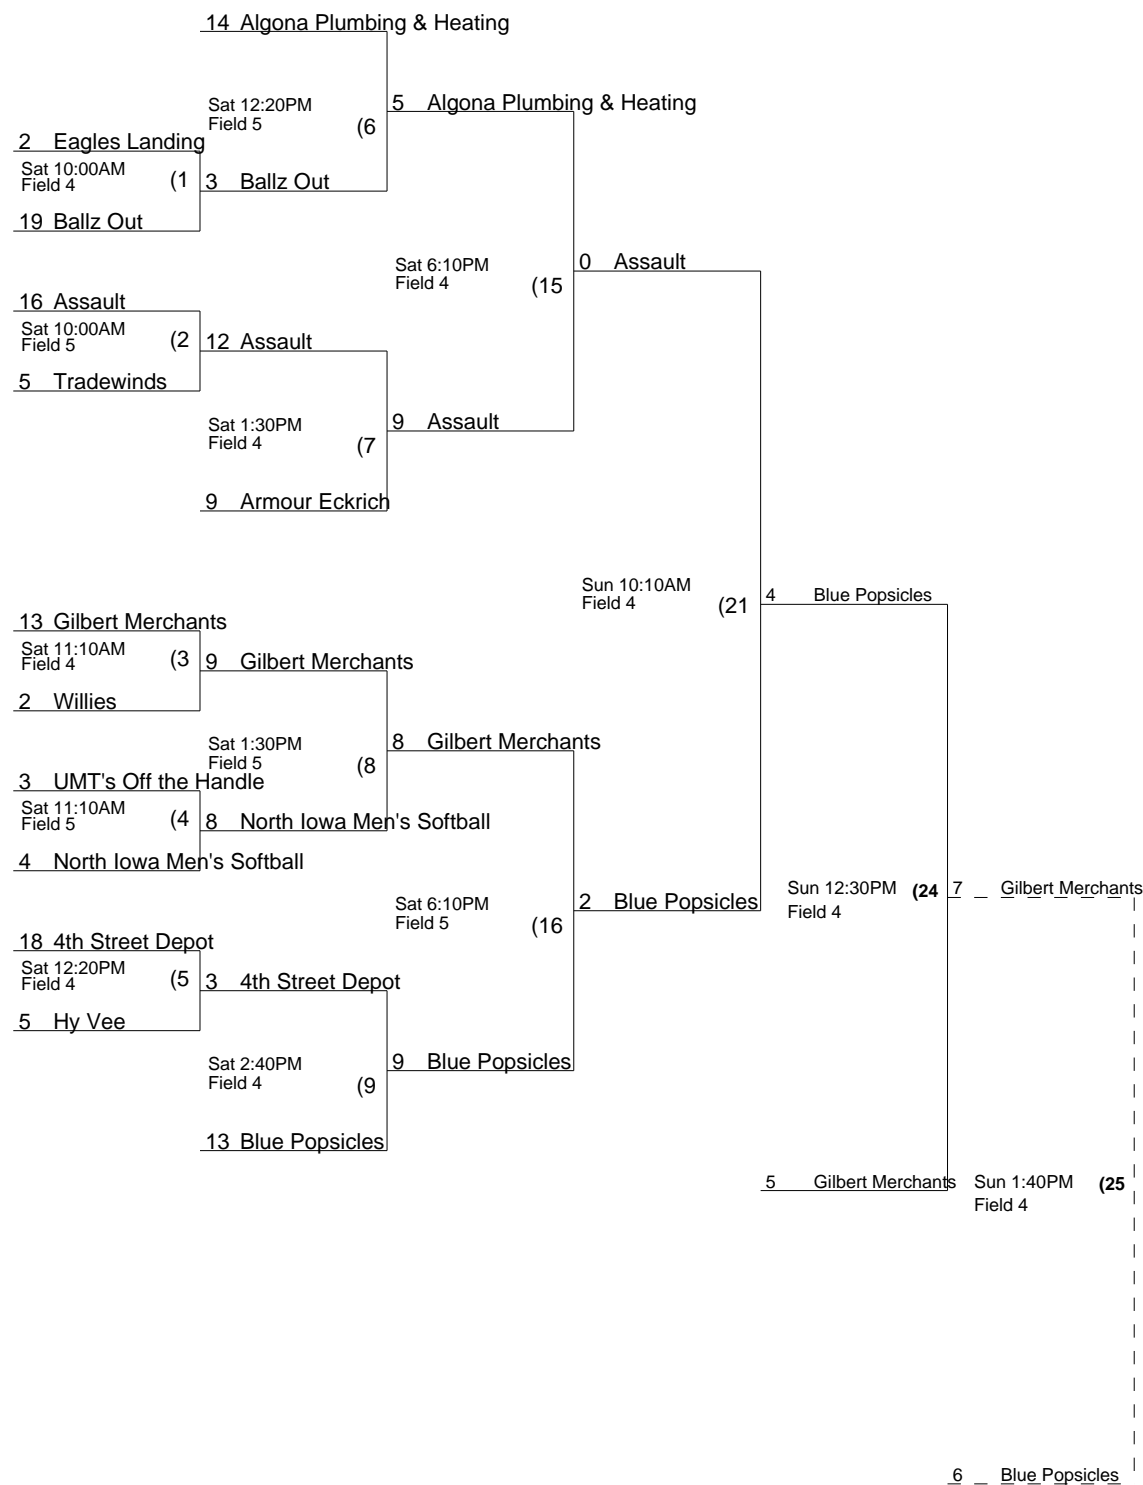 14 Algona Plumbing & Heating
Sat 12:20PM
Field 5
(6
5 Algona Plumbing & Heating
2 Eagles Landing
Sat 10:00AM
Field 4
(1
3 Ballz Out
19 Ballz Out
Sat 6:10PM
Field 4
(15
0 Assault
16 Assault
Sat 10:00AM
Field 5
(2
12 Assault
5 Tradewinds
Sat 1:30PM
Field 4
(7
9 Assault
9 Armour Eckrich
Sun 10:10AM
Field 4
(21
4 Blue Popsicles
13 Gilbert Merchants
Sat 11:10AM
Field 4
(3
9 Gilbert Merchants
2 Willies
Sat 1:30PM
Field 5
(8
8 Gilbert Merchants
3 UMT's Off the Handle
Sat 11:10AM
Field 5
(4
8 North Iowa Men's Softball
4 North Iowa Men's Softball
Sat 6:10PM
Field 5
(16
2 Blue Popsicles
Sun 12:30PM
Field 4
(24
7 Gilbert Merchants
18 4th Street Depot
Sat 12:20PM
Field 4
(5
3 4th Street Depot
5 Hy Vee
Sat 2:40PM
Field 4
(9
9 Blue Popsicles
13 Blue Popsicles
5 Gilbert Merchants
Sun 1:40PM
Field 4
(25
6 Blue Popsicles